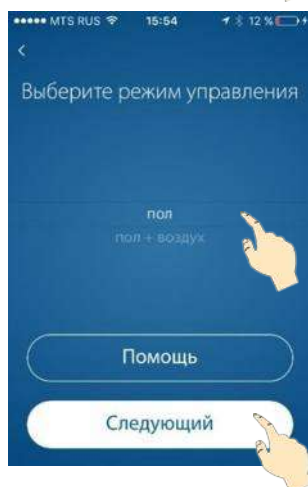 ●●●●● MTS RUS 15:54 12 %
Выберите режим управления
пол
пол + воздух
Помощь
Следующий